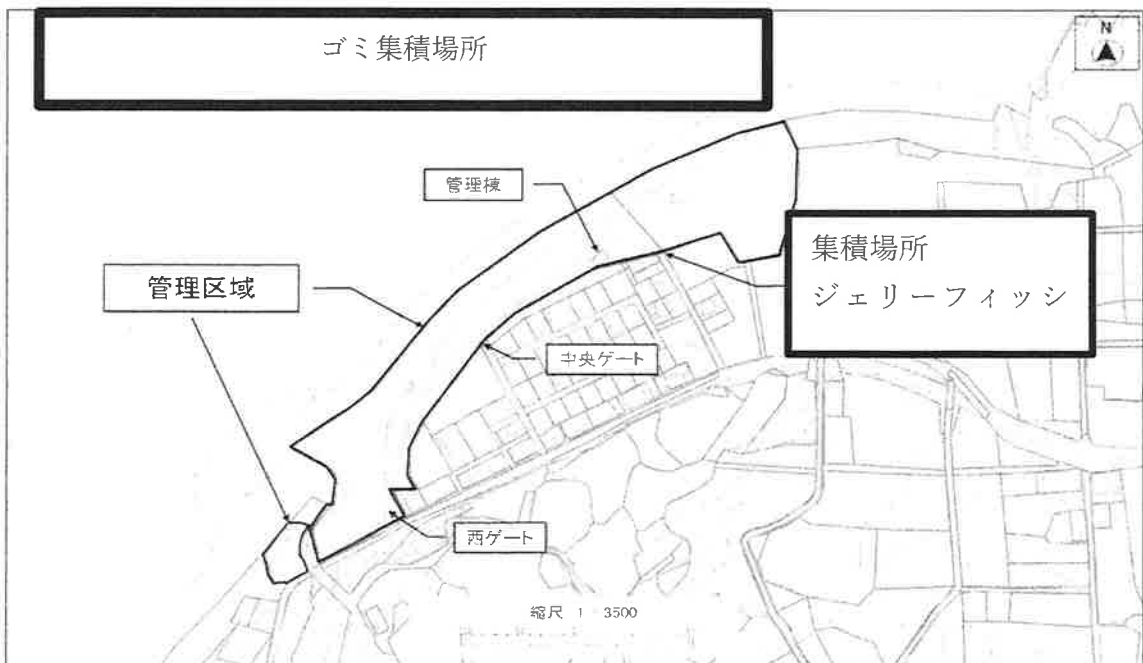 ゴミ集積場所
N
管理棟
集積場所
ジェリーフィッシ
管理区域
中央ゲート
西ゲート
縮尺 1 3500